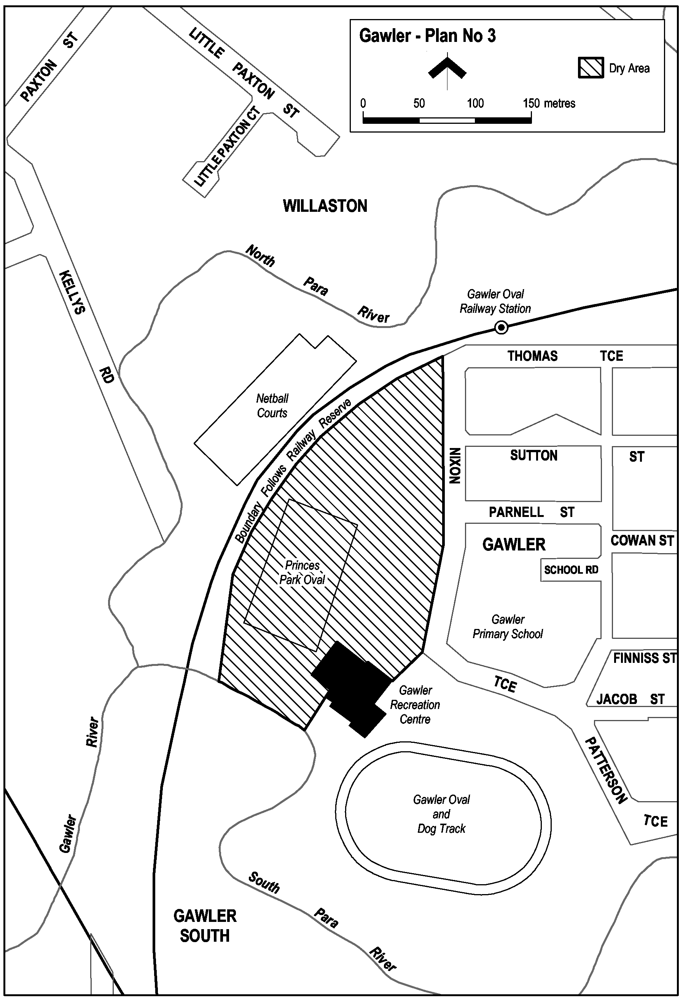 Gawler - Plan No 3
Dry Area
0 50 100 150 metres
PAXTON ST
LITTLE PAXTON ST
LITTLE PAXTON CT
WILLASTON
North Para River
KELLYS RD
Gawler Oval
Railway Station
THOMAS TCE
Netball
Courts
Boundary Follows Railway Reserve
NIXON
SUTTON ST
PARNELL ST
GAWLER
COWAN ST
SCHOOL RD
Princes
Park Oval
Gawler
Primary School
FINNISS ST
TCE
JACOB ST
Gawler
Recreation
Centre
PATTERSON TCE
Gawler River
Gawler Oval
and
Dog Track
South Para River
GAWLER
SOUTH